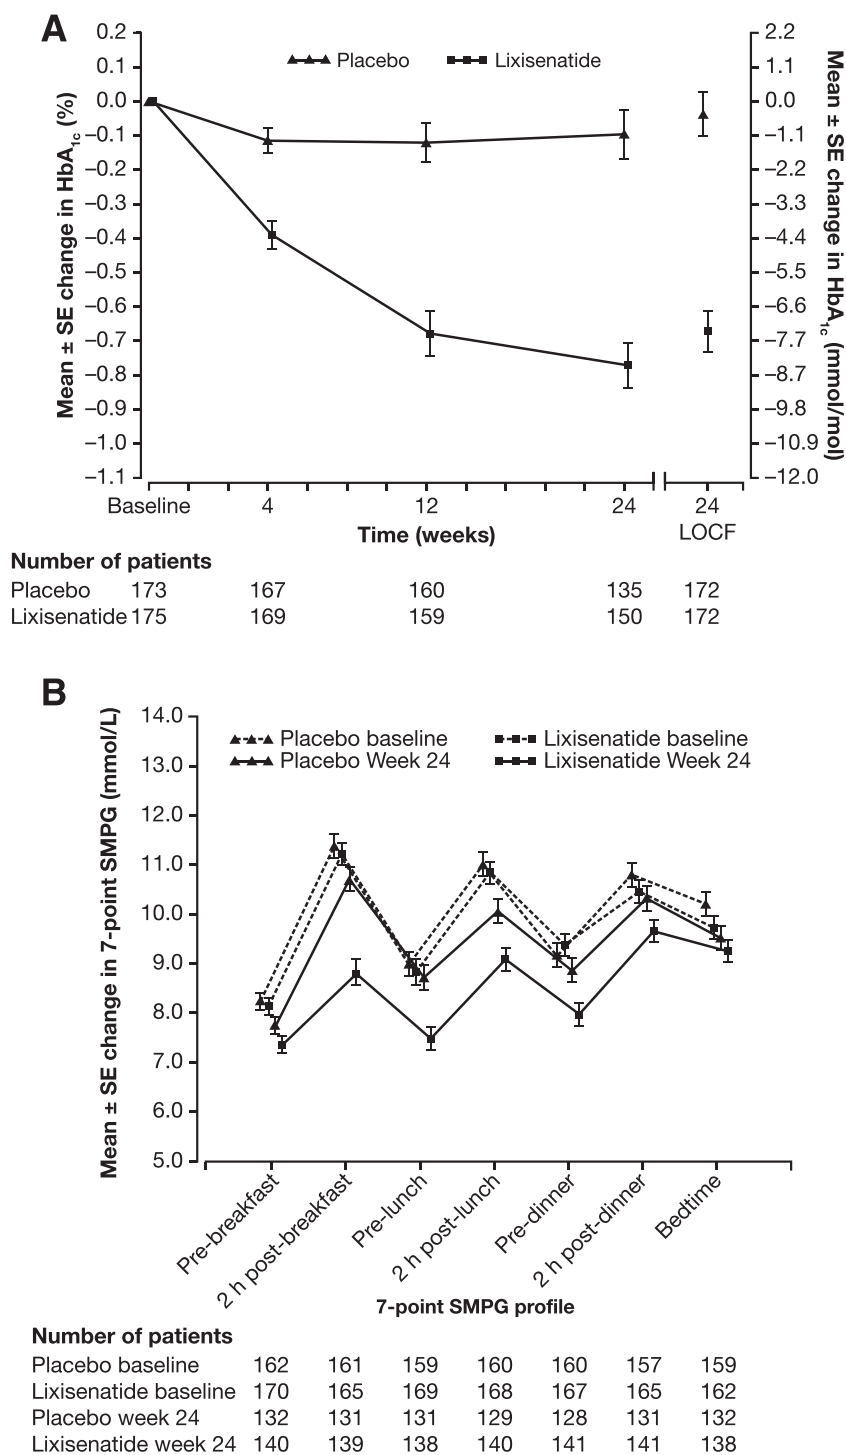 A
Placebo
Lixisenatide
Mean ± SE change in HbA1c (%)
0.2
0.1
0.0
–0.1
–0.2
–0.3
–0.4
–0.5
–0.6
–0.7
–0.8
–0.9
–1.0
–1.1
2.2
1.1
0.0
–1.1
–2.2
–3.3
–4.4
–5.5
–6.6
–7.7
–8.7
–9.8
–10.9
–12.0
Mean ± SE change in HbA1c (mmol/mol)
Baseline 4 12 24 24
LOCF
Time (weeks)
Number of patients
Placebo 173 167 160 135 172
Lixisenatide 175 169 159 150 172
B
Mean ± SE change in 7-point SMPG (mmol/L)
14.0
13.0
12.0
11.0
10.0
9.0
8.0
7.0
6.0
5.0
Placebo baseline Lixisenatide baseline
Placebo Week 24 Lixisenatide Week 24
Pre-breakfast
2 h post-breakfast
Pre-lunch
2 h post-lunch
Pre-dinner
2 h post-dinner
Bedtime
7-point SMPG profile
Number of patients
Placebo baseline 162 161 159 160 160 157 159
Lixisenatide baseline 170 165 169 168 167 165 162
Placebo week 24 132 131 131 129 128 131 132
Lixisenatide week 24 140 139 138 140 141 141 138